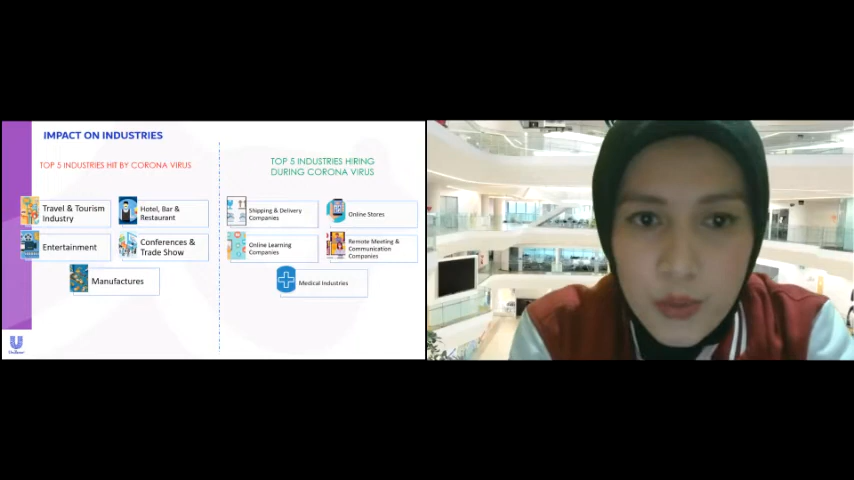 IMPACT ON INDUSTRIES
TOP 5 INDUSTRIES HIT BY CORONA VIRUS
Travel & Tourism
Industry
Hotel, Bar &
Restaurant
Entertainment
Conferences &
Trade Show
Manufactures
TOP 5 INDUSTRIES HIRING
DURING CORONA VIRUS
Shipping & Delivery
Companies
Online Stores
Online Learning
Companies
Remote Meeting &
Communication
Companies
Medical Industries
Unilever